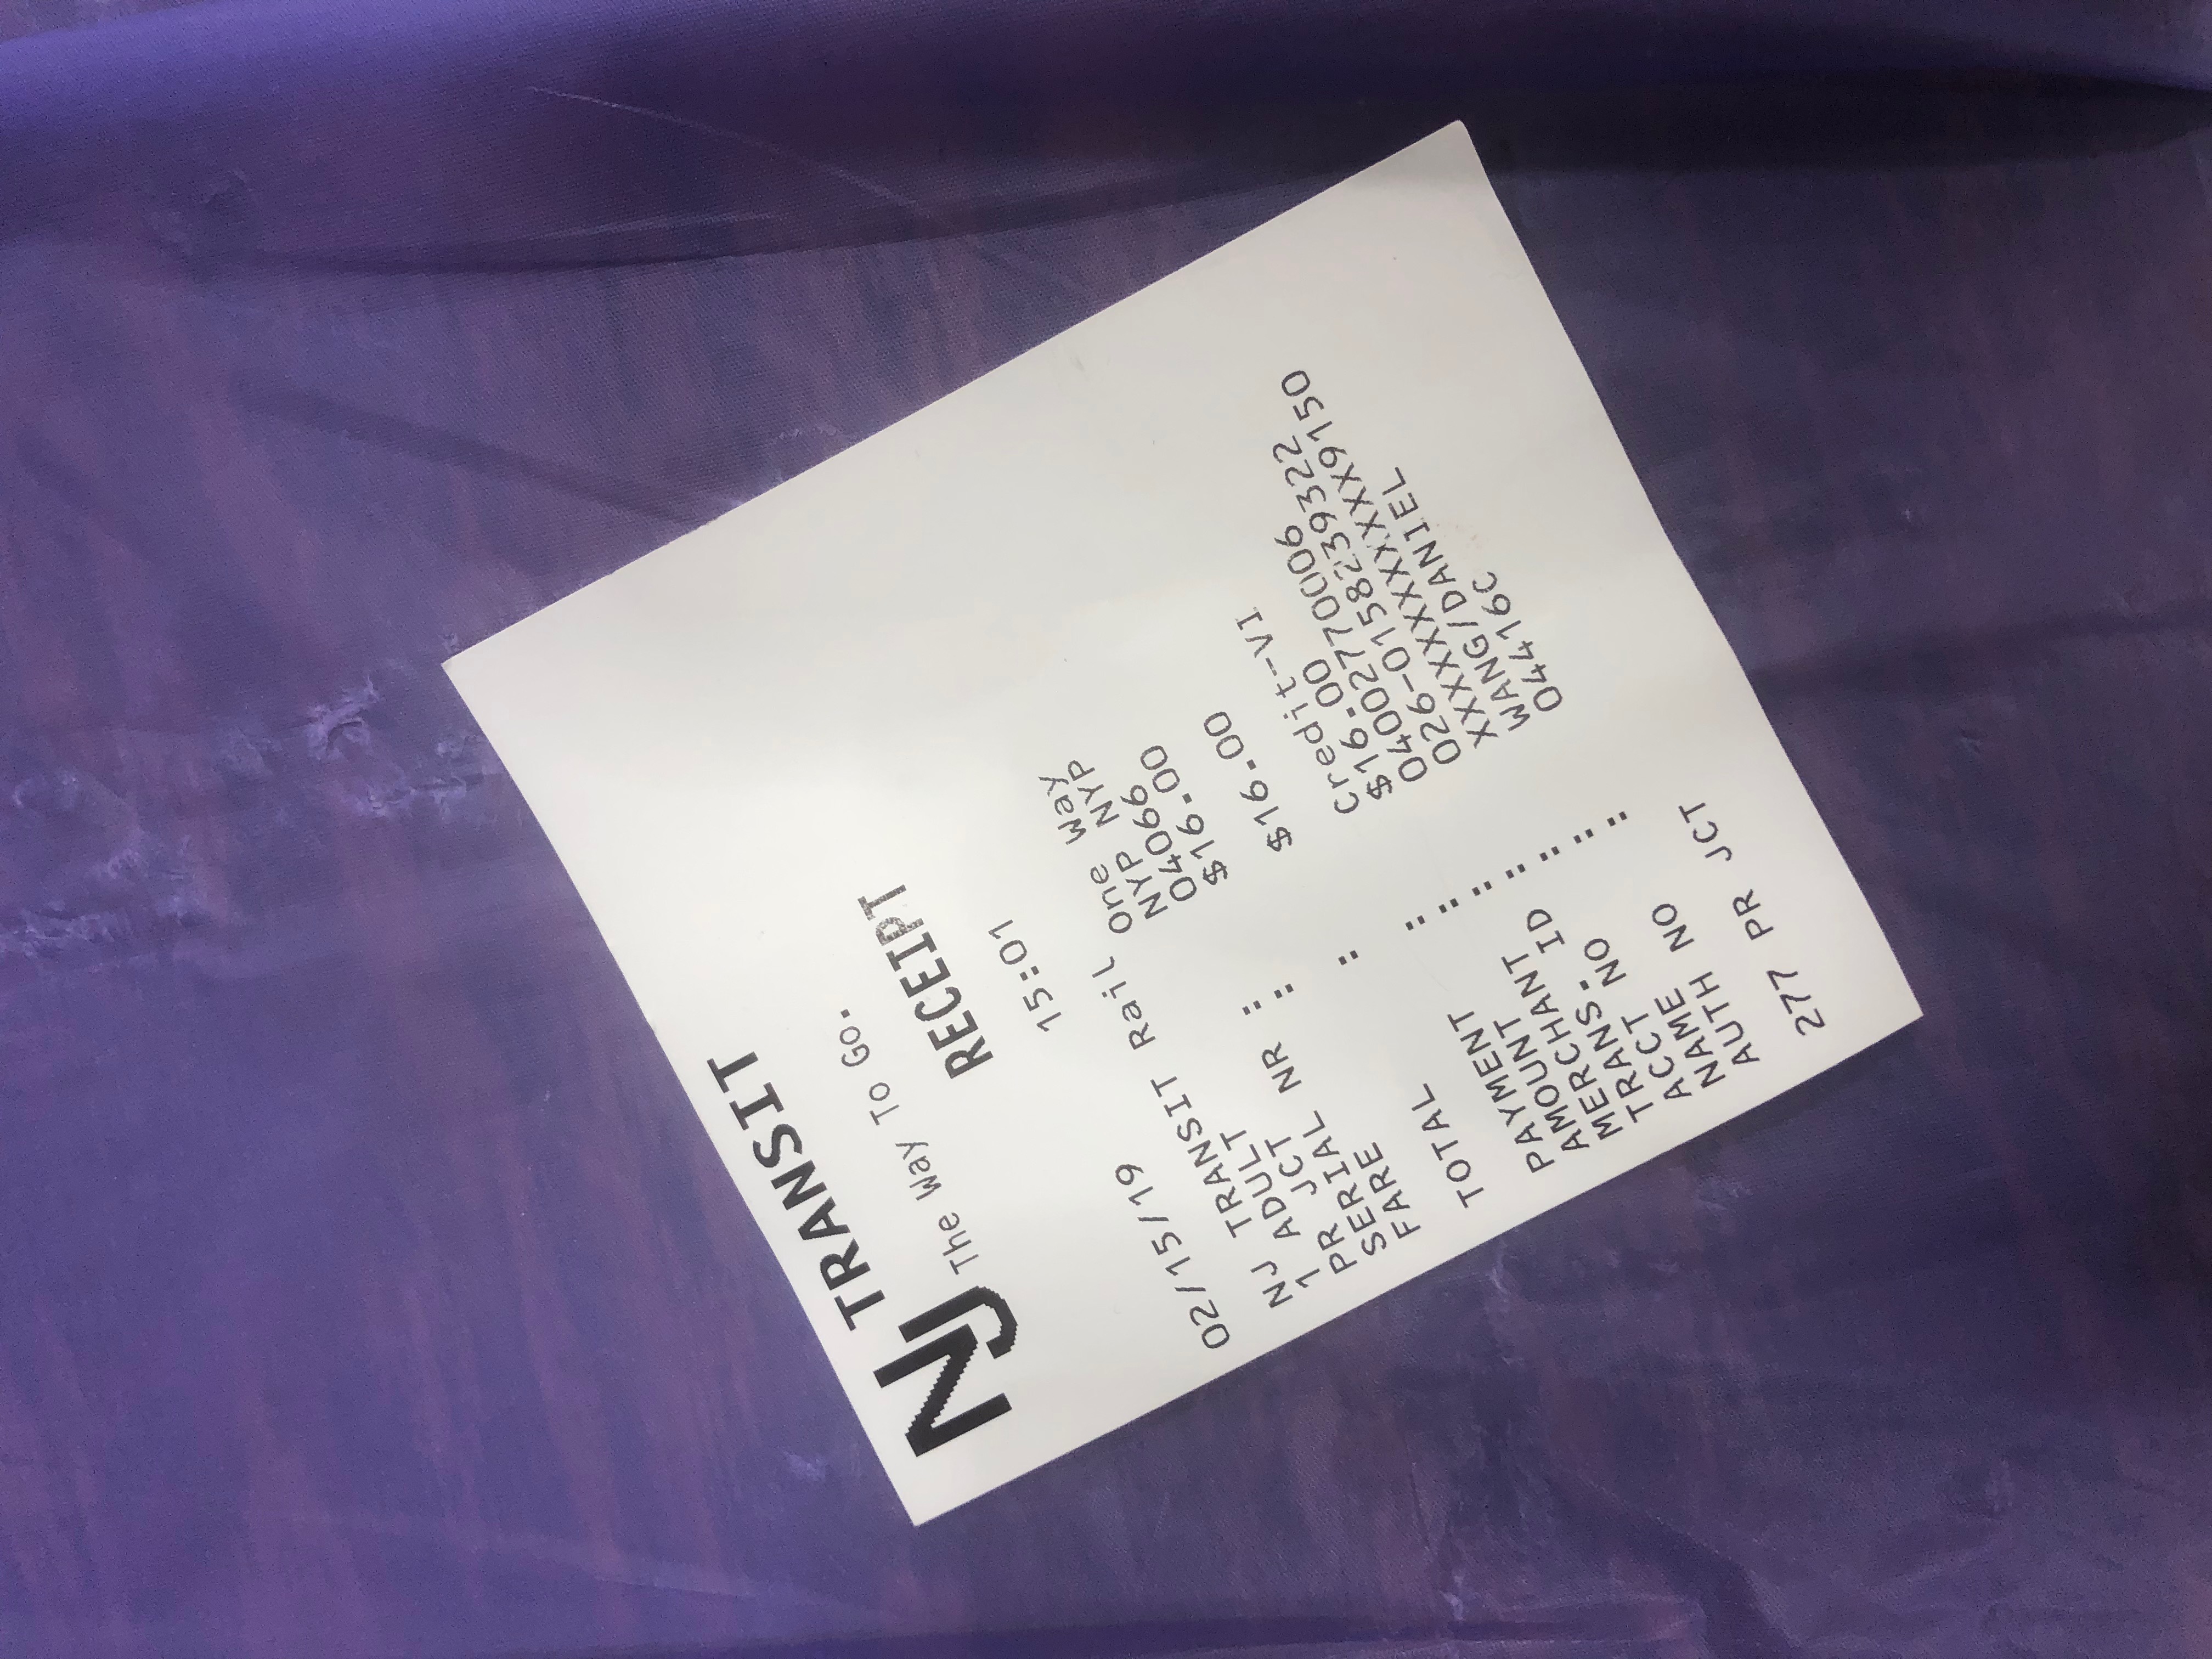 NJ TRANSIT
The Way To Go.
RECEIPT
02/15/19 15:01
NJ TRANSIT Rail
1 ADULT One Way
PR JCT NYP NYP
SERIAL NR : 04066
FARE : $16.00
TOTAL : $16.00
PAYMENT : Credit-VI
AMOUNT : $16.00
MERCHANT : 04002770006
TRANS. ID : 026-0158239322
ACCT NO : XXXXXXXXXXXX9150
NAME : WANG/DANIEL
AUTH NO : 04416C
277 PR JCT